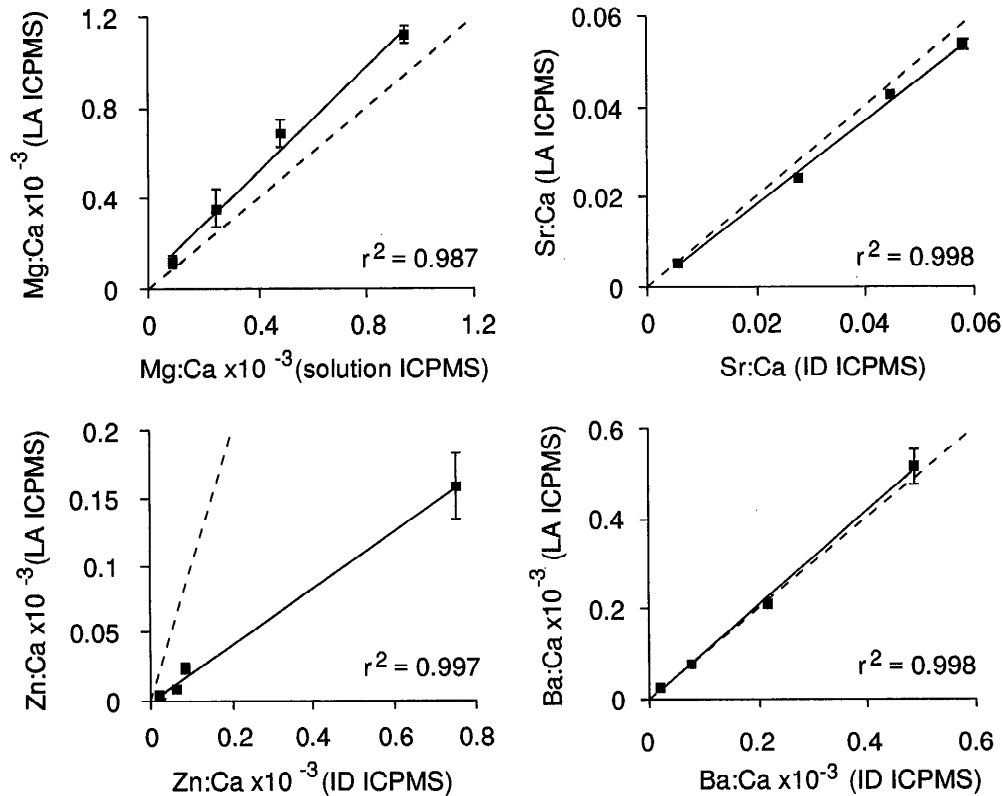 1.2
0.8
0.4
0
Mg:Ca x10 -3 (LA ICPMS)
r2 = 0.987
0 0.4 0.8 1.2
Mg:Ca x10 -3 (solution ICPMS)
0.06
0.04
0.02
0
Sr:Ca (LA ICPMS)
r2 = 0.998
0 0.02 0.04 0.06
Sr:Ca (ID ICPMS)
0.2
0.15
0.1
0.05
0
Zn:Ca x10 -3 (LA ICPMS)
r2 = 0.997
0 0.2 0.4 0.6 0.8
Zn:Ca x10 -3 (ID ICPMS)
0.6
0.4
0.2
0
Ba:Ca x10-3 (LA ICPMS)
r2 = 0.998
0 0.2 0.4 0.6
Ba:Ca x10-3 (ID ICPMS)